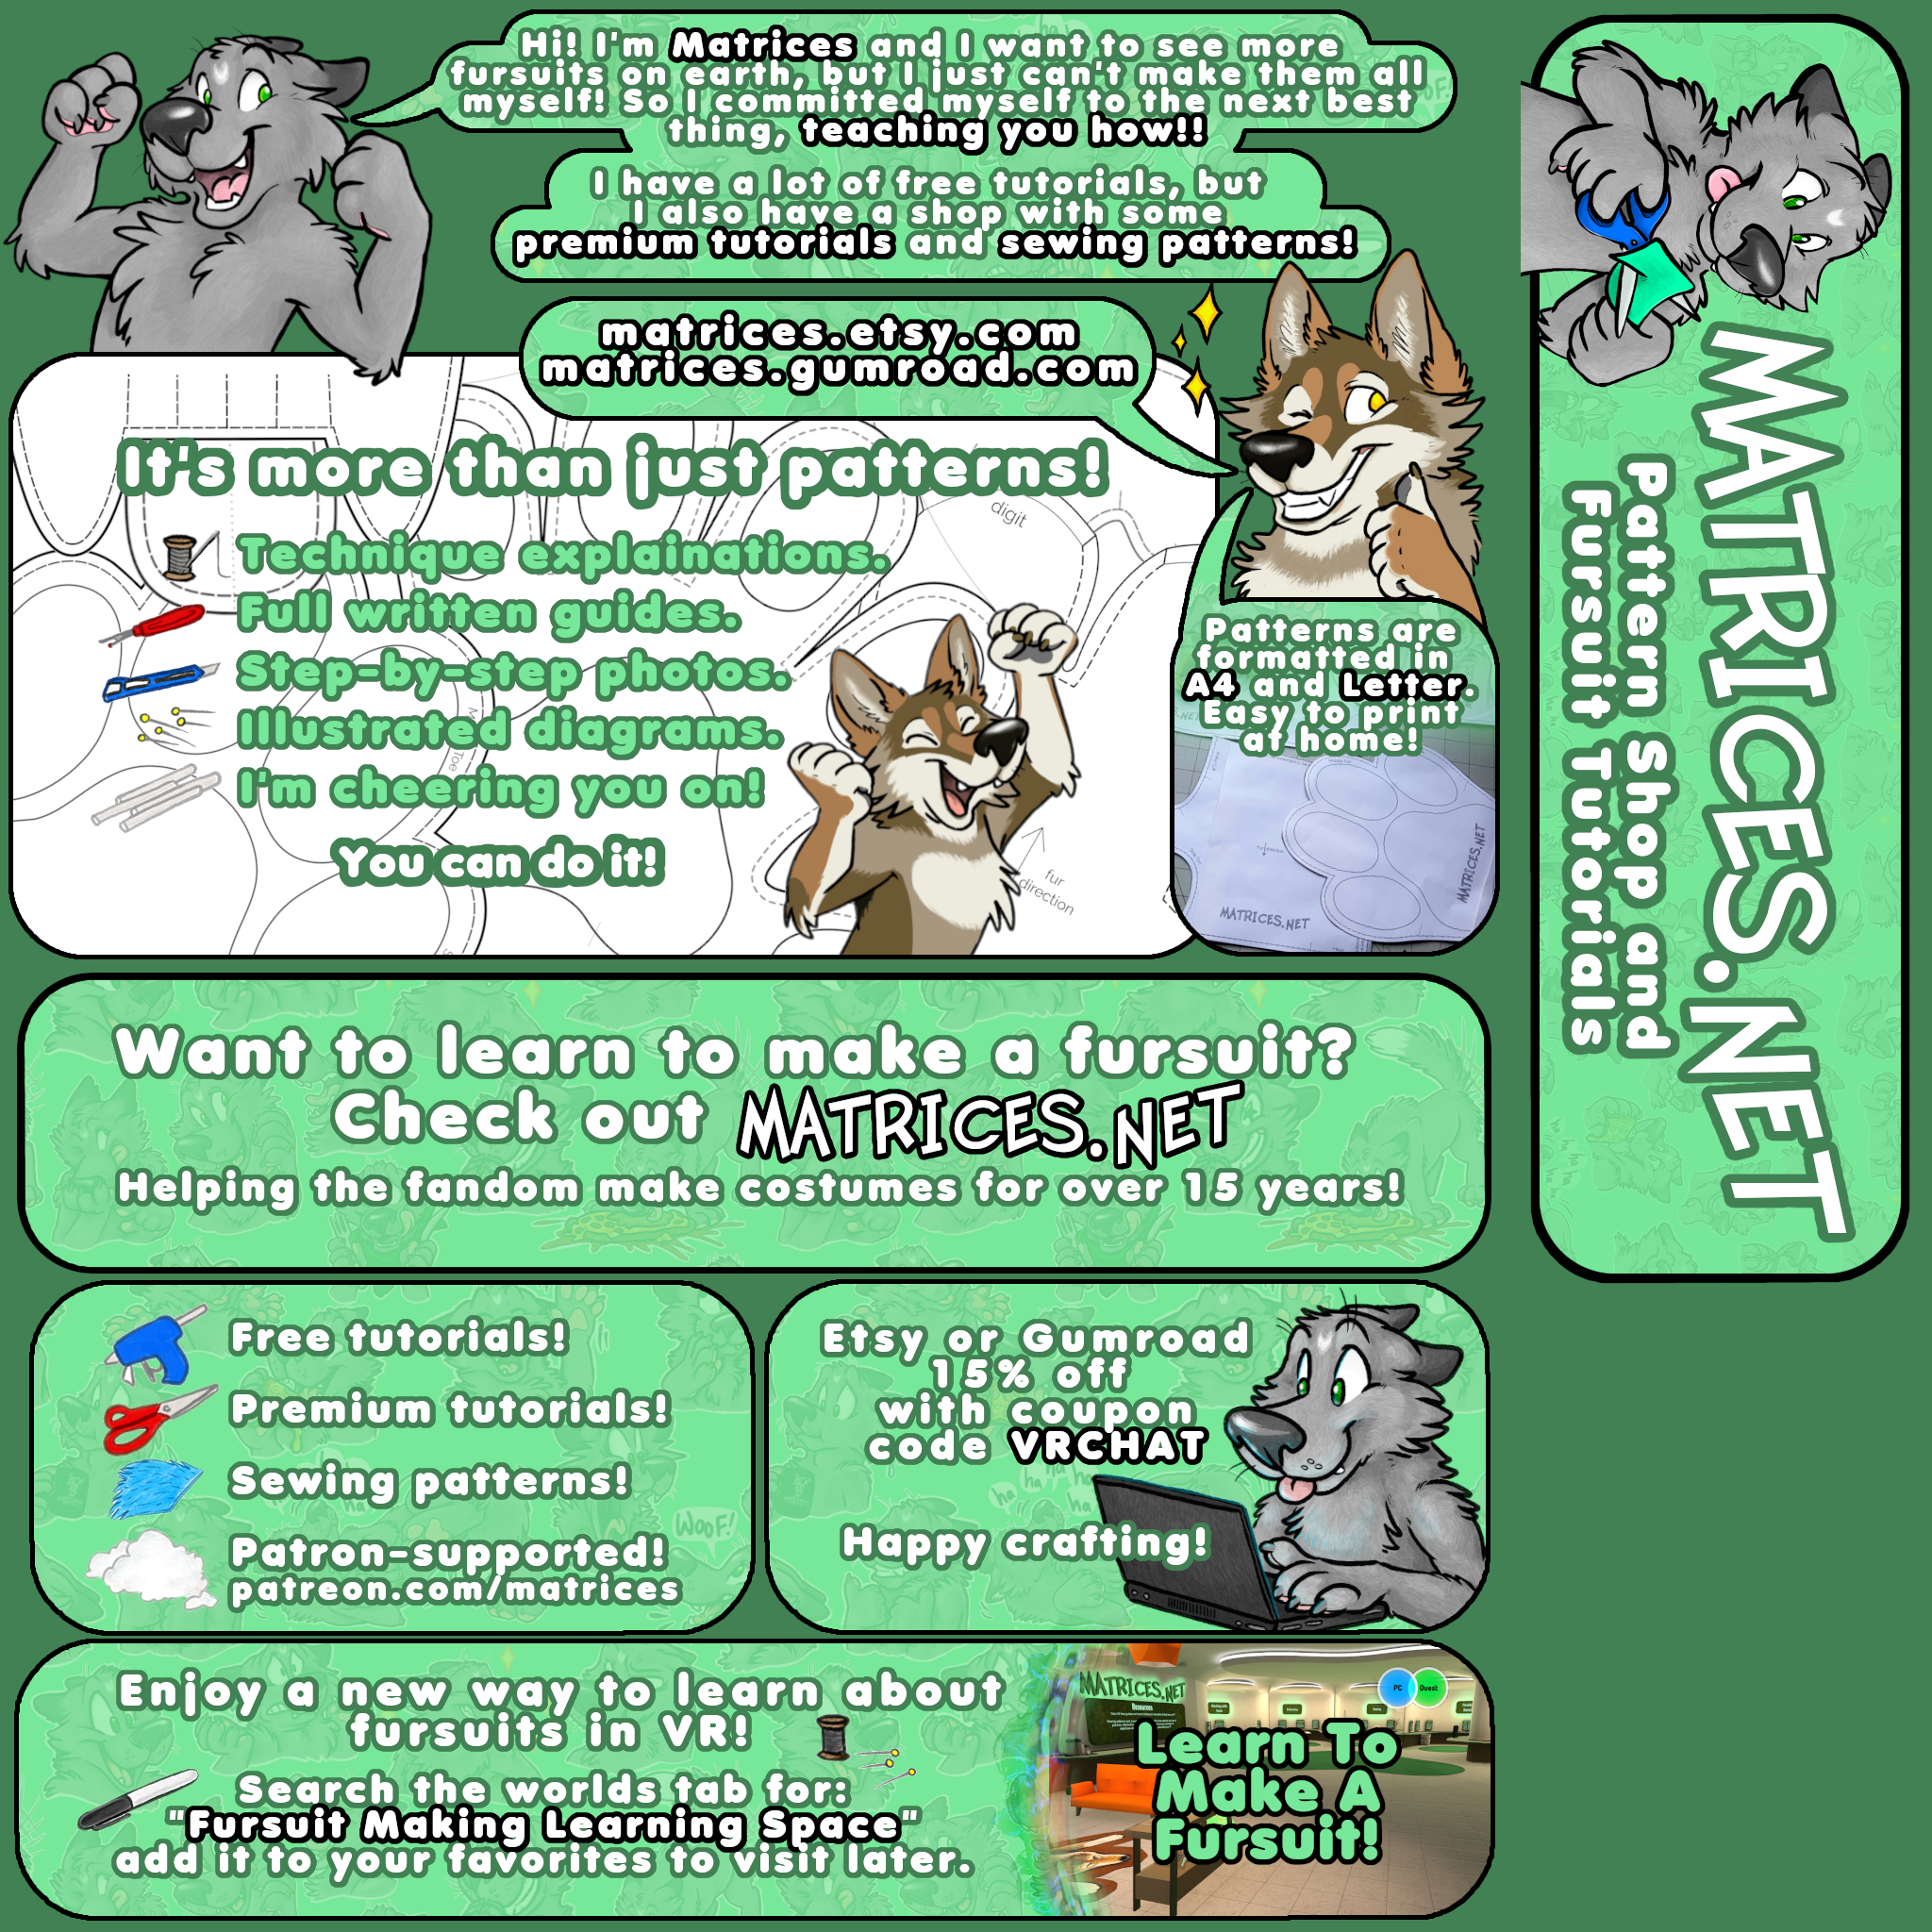 Hi! I'm Matrices and I want to see more
fursuits on earth, but I just can't make them all
myself! So I committed myself to the next best
thing, teaching you how!!
I have a lot of free tutorials, but
I also have a shop with some
premium tutorials and sewing patterns!
matrices.etsy.com
matrices.gumroad.com
It's more than just patterns!
Technique explainations.
Full written guides.
Step-by-step photos.
Illustrated diagrams.
I'm cheering you on!
You can do it!
digit
Toe
fur
direction
Patterns are
formatted in
A4 and Letter.
Easy to print
at home!
MATRICES.NET
MATRICES.NET
MATRICES.NET
Pattern Shop and
Fursuit Tutorials
Want to learn to make a fursuit?
Check out MATRICES.NET
Helping the fandom make costumes for over 15 years!
Free tutorials!
Premium tutorials!
Sewing patterns!
Patron-supported!
patreon.com/matrices
WOOF!
Etsy or Gumroad
15% off
with coupon
code VRCHAT
ha ha ha
ha
Happy crafting!
Enjoy a new way to learn about
fursuits in VR!
Search the worlds tab for:
"Fursuit Making Learning Space"
add it to your favorites to visit later.
MATRICES.NET
Resources
PC
Quest
Learn To
Make A
Fursuit!